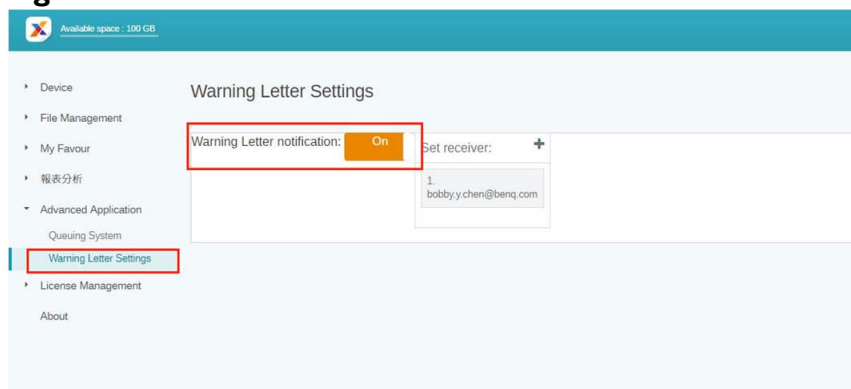 Available space : 100 GB
Device
File Management
My Favour
報表分析
Advanced Application
Queuing System
Warning Letter Settings
License Management
About
Warning Letter Settings
Warning Letter notification: On
Set receiver: +
1.
bobby.y.chen@benq.com